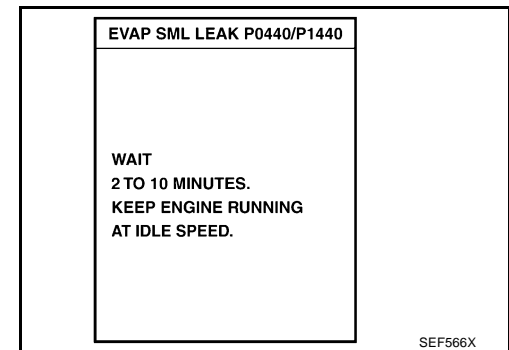 EVAP SML LEAK P0440/P1440
WAIT
2 TO 10 MINUTES.
KEEP ENGINE RUNNING
AT IDLE SPEED.
SEF566X